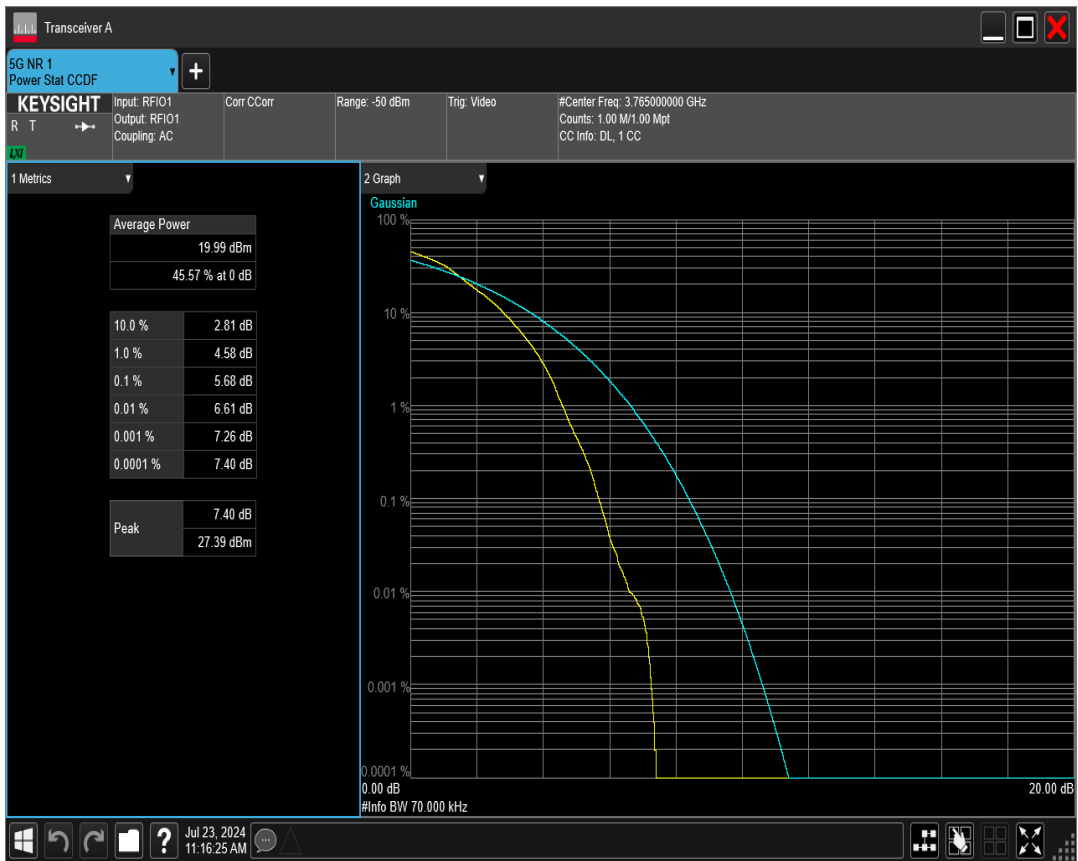 Transceiver A
5G NR 1
Power Stat CCDF
+
KEYSIGHT
R T
LXI
Input: RFIO1
Output: RFIO1
Coupling: AC
Corr CCorr
Range: -50 dBm
Trig: Video
#Center Freq: 3.765000000 GHz
Counts: 1.00 M/1.00 Mpt
CC Info: DL, 1 CC
1 Metrics
Average Power
19.99 dBm
45.57 % at 0 dB
10.0 % 2.81 dB
1.0 % 4.58 dB
0.1 % 5.68 dB
0.01 % 6.61 dB
0.001 % 7.26 dB
0.0001 % 7.40 dB
Peak
7.40 dB
27.39 dBm
2 Graph
Gaussian
100 %
10 %
1 %
0.1 %
0.01 %
0.001 %
0.0001 %
0.00 dB 20.00 dB
#Info BW 70.000 kHz
?
Jul 23, 2024
11:16:25 AM